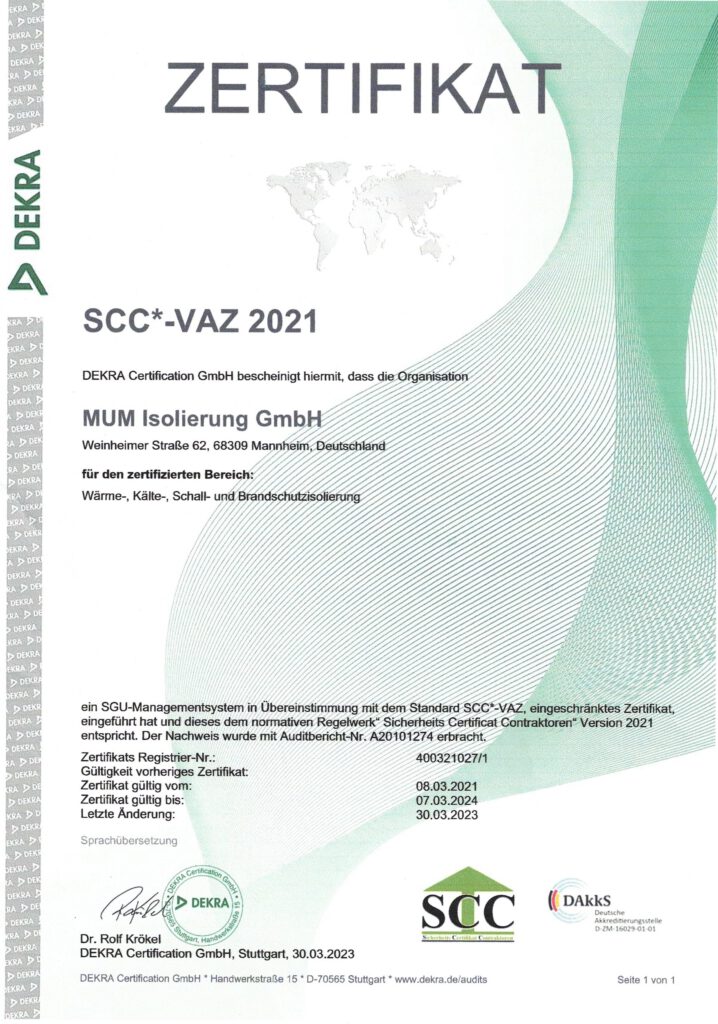 ZERTIFIKAT
DEKRA
SCC*-VAZ 2021
DEKRA Certification GmbH bescheinigt hiermit, dass die Organisation
MUM Isolierung GmbH
Weinheimer Straße 62, 68309 Mannheim, Deutschland
für den zertifizierten Bereich:
Wärme-, Kälte-, Schall- und Brandschutzisolierung
ein SGU-Managementsystem in Übereinstimmung mit dem Standard SCC*-VAZ, eingeschränktes Zertifikat,
eingeführt hat und dieses dem normativen Regelwerk“ Sicherheits Certificat Contraktoren“ Version 2021
entspricht. Der Nachweis wurde mit Auditbericht-Nr. A20101274 erbracht.
Zertifikats Registrier-Nr.: 400321027/1
Gültigkeit vorheriges Zertifikat:
Zertifikat gültig vom: 08.03.2021
Zertifikat gültig bis: 07.03.2024
Letzte Änderung: 30.03.2023
Sprachübersetzung
DEKRA Certification GmbH * 
DEKRA
70565 Stuttgart, Handwerkstraße 15
SCC
Sicherheits Certifikat Contraktoren
DAkkS
Deutsche
Akkreditierungsstelle
D-ZM-16029-01-01
Dr. Rolf Krökel
DEKRA Certification GmbH, Stuttgart, 30.03.2023
DEKRA Certification GmbH * Handwerkstraße 15 * D-70565 Stuttgart * www.dekra.de/audits
Seite 1 von 1